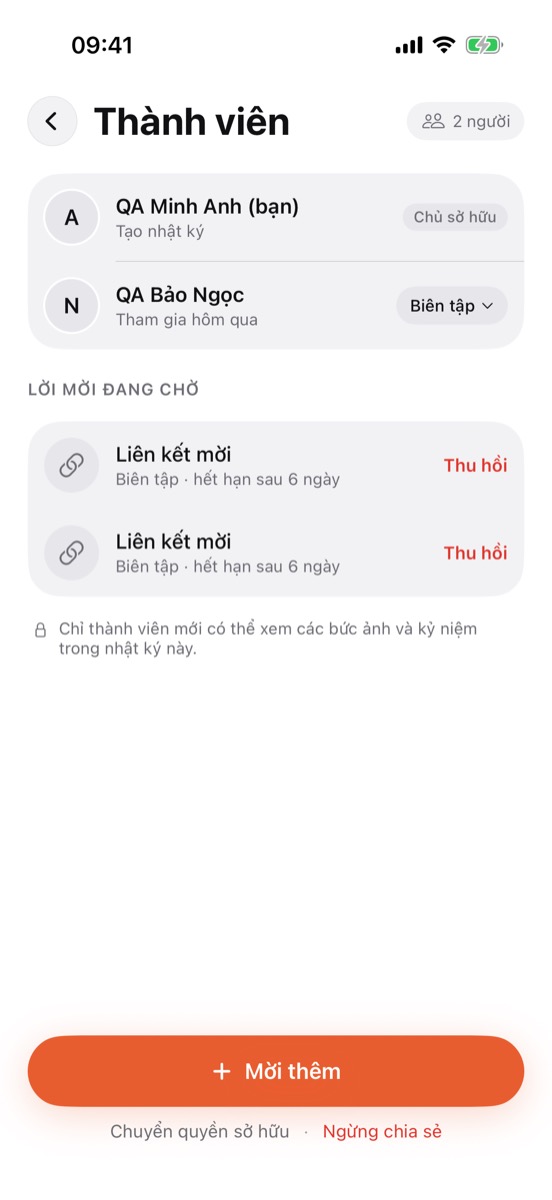 09:41
Thành viên
2 người
A
QA Minh Anh (bạn)
Tạo nhật ký
Chủ sở hữu
N
QA Bảo Ngọc
Tham gia hôm qua
Biên tập
LỜI MỜI ĐANG CHỜ
Liên kết mời
Biên tập · hết hạn sau 6 ngày
Thu hồi
Liên kết mời
Biên tập · hết hạn sau 6 ngày
Thu hồi
Chỉ thành viên mới có thể xem các bức ảnh và kỷ niệm
trong nhật ký này.
+ Mời thêm
Chuyển quyền sở hữu · Ngừng chia sẻ